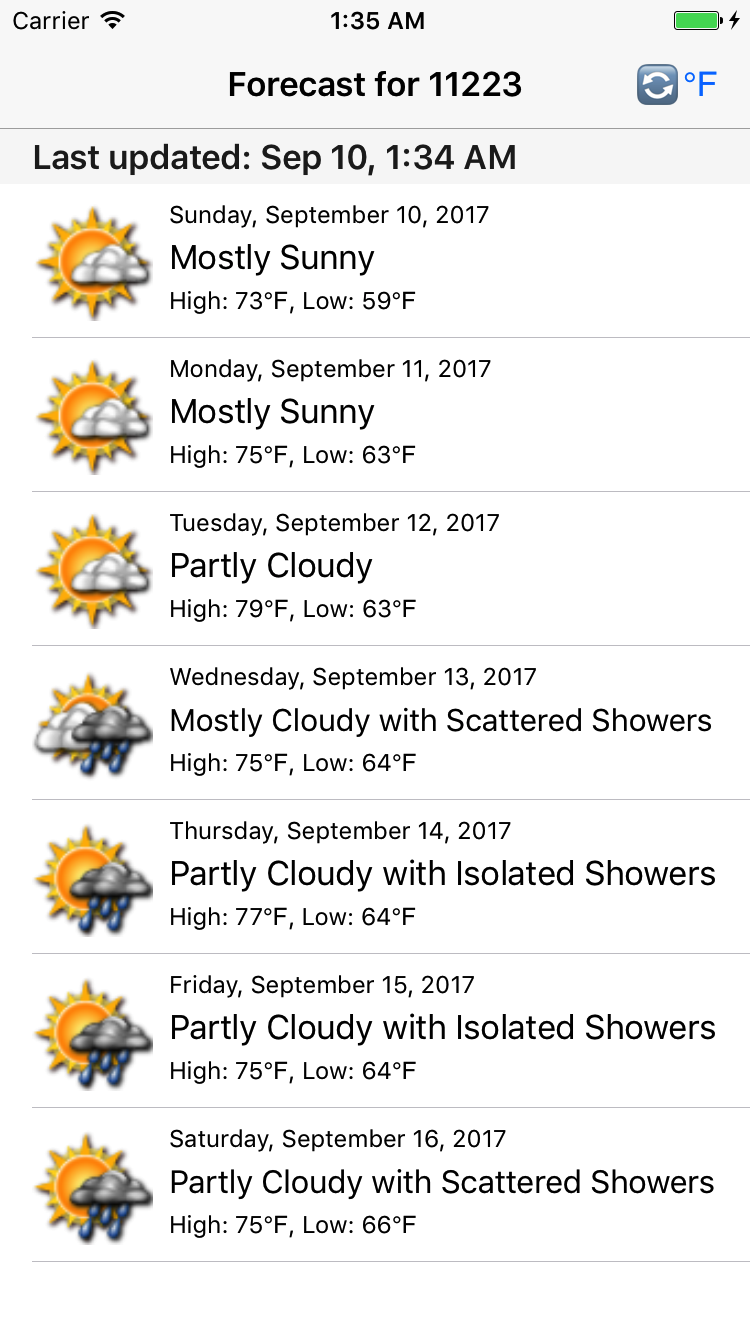 Carrier 1:35 AM
Forecast for 11223 °F
Last updated: Sep 10, 1:34 AM
Sunday, September 10, 2017
Mostly Sunny
High: 73°F, Low: 59°F
Monday, September 11, 2017
Mostly Sunny
High: 75°F, Low: 63°F
Tuesday, September 12, 2017
Partly Cloudy
High: 79°F, Low: 63°F
Wednesday, September 13, 2017
Mostly Cloudy with Scattered Showers
High: 75°F, Low: 64°F
Thursday, September 14, 2017
Partly Cloudy with Isolated Showers
High: 77°F, Low: 64°F
Friday, September 15, 2017
Partly Cloudy with Isolated Showers
High: 75°F, Low: 64°F
Saturday, September 16, 2017
Partly Cloudy with Scattered Showers
High: 75°F, Low: 66°F